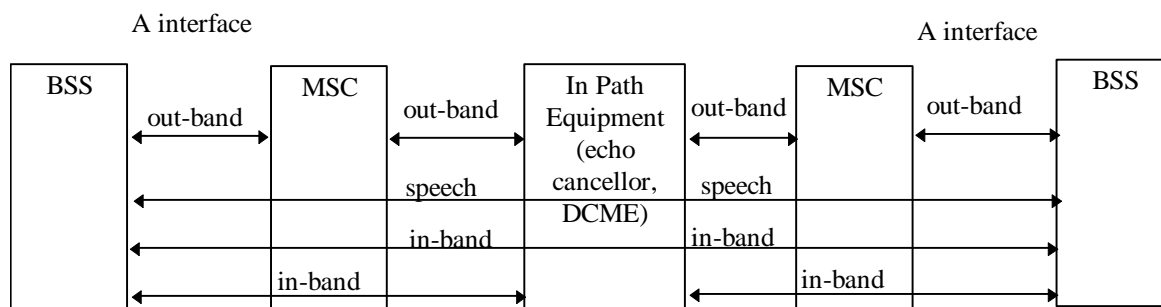 A interface
A interface
BSS
MSC
In Path
Equipment
(echo
cancellor,
DCME)
MSC
BSS
out-band
out-band
out-band
out-band
speech
speech
in-band
in-band
in-band
in-band